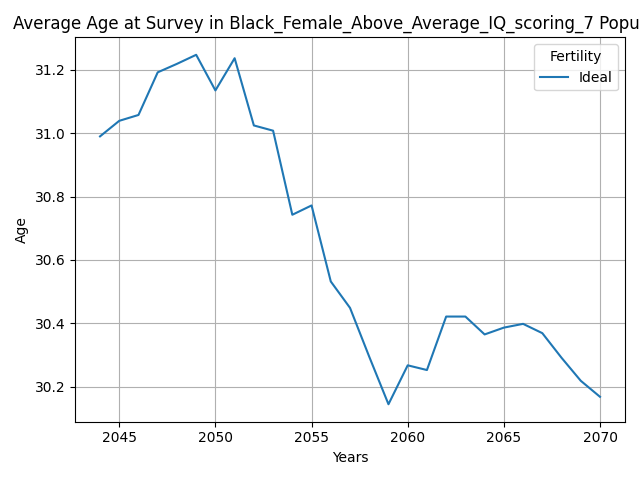 Average Age at Survey in Black_Female_Above_Average_IQ_scoring_7 Popu
Fertility
Ideal
31.2
31.0
30.8
30.6
30.4
30.2
Age
2045 2050 2055 2060 2065 2070
Years